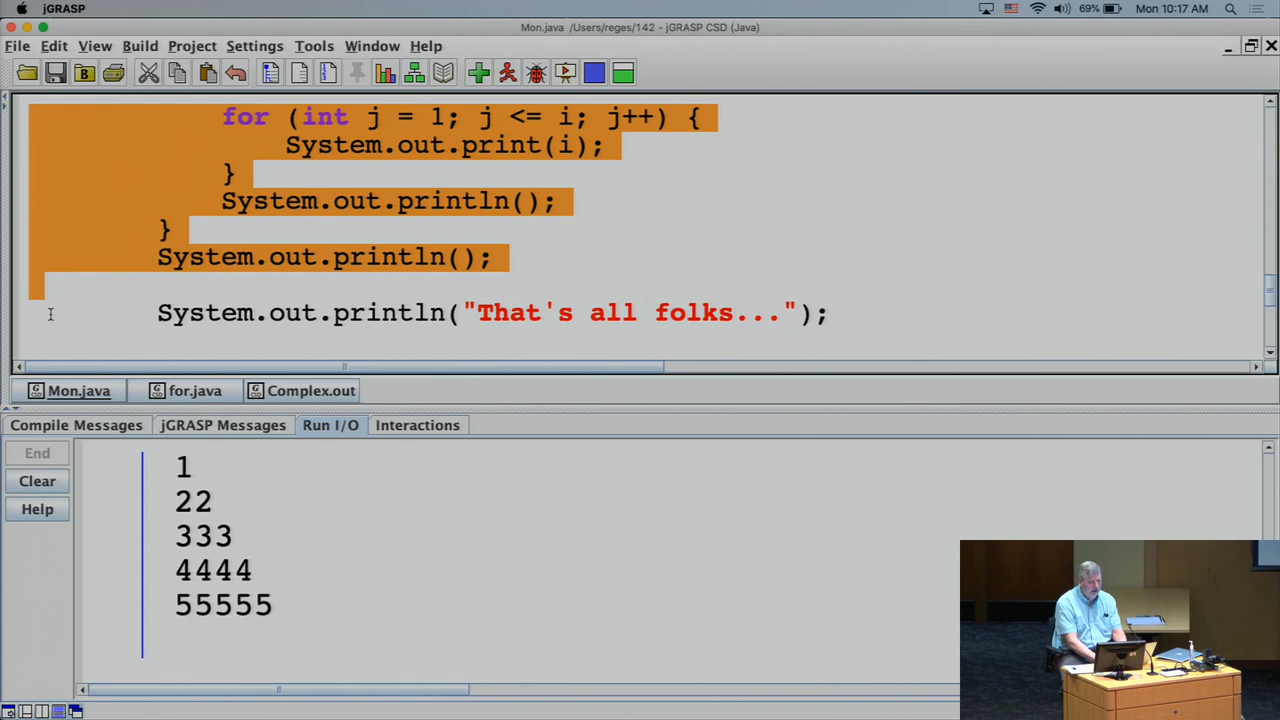 jGRASP
69% Mon 10:17 AM
Mon.java /Users/reges/142 - jGRASP CSD (Java)
File Edit View Build Project Settings Tools Window Help
B
for (int j = 1; j <= i; j++) {
System.out.print(i);
}
System.out.println();
}
System.out.println();
System.out.println("That's all folks...");
Mon.java for.java Complex.out
Compile Messages jGRASP Messages Run I/O Interactions
End
Clear
Help
1
22
333
4444
55555